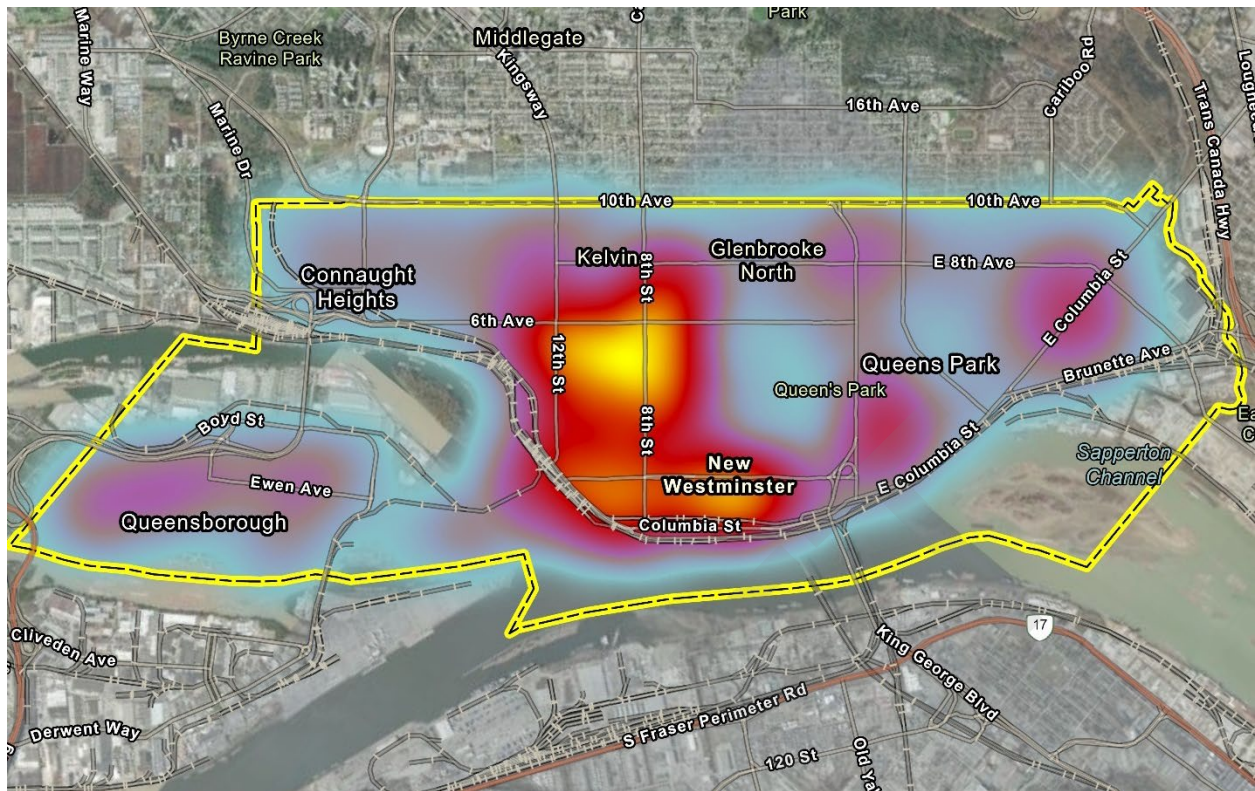 Park
Byrne Creek
Ravine Park
Middlegate
Marine Way
Kingsway
Cariboo Rd
16th Ave
Trans Canada Hwy
Marine Dr
10th Ave
10th Ave
Kelvin
8th St
Glenbrooke
North
E 8th Ave
Connaught
Heights
E Columbia St
6th Ave
12th St
Queens Park
Brunette Ave
Queen's Park
8th St
Boyd St
New
Westminster
Ewen Ave
E Columbia St
Sapperton
Channel
Queensborough
Columbia St
17
Cliveden Ave
King George Blvd
Derwent Way
S Fraser Perimeter Rd
120 St